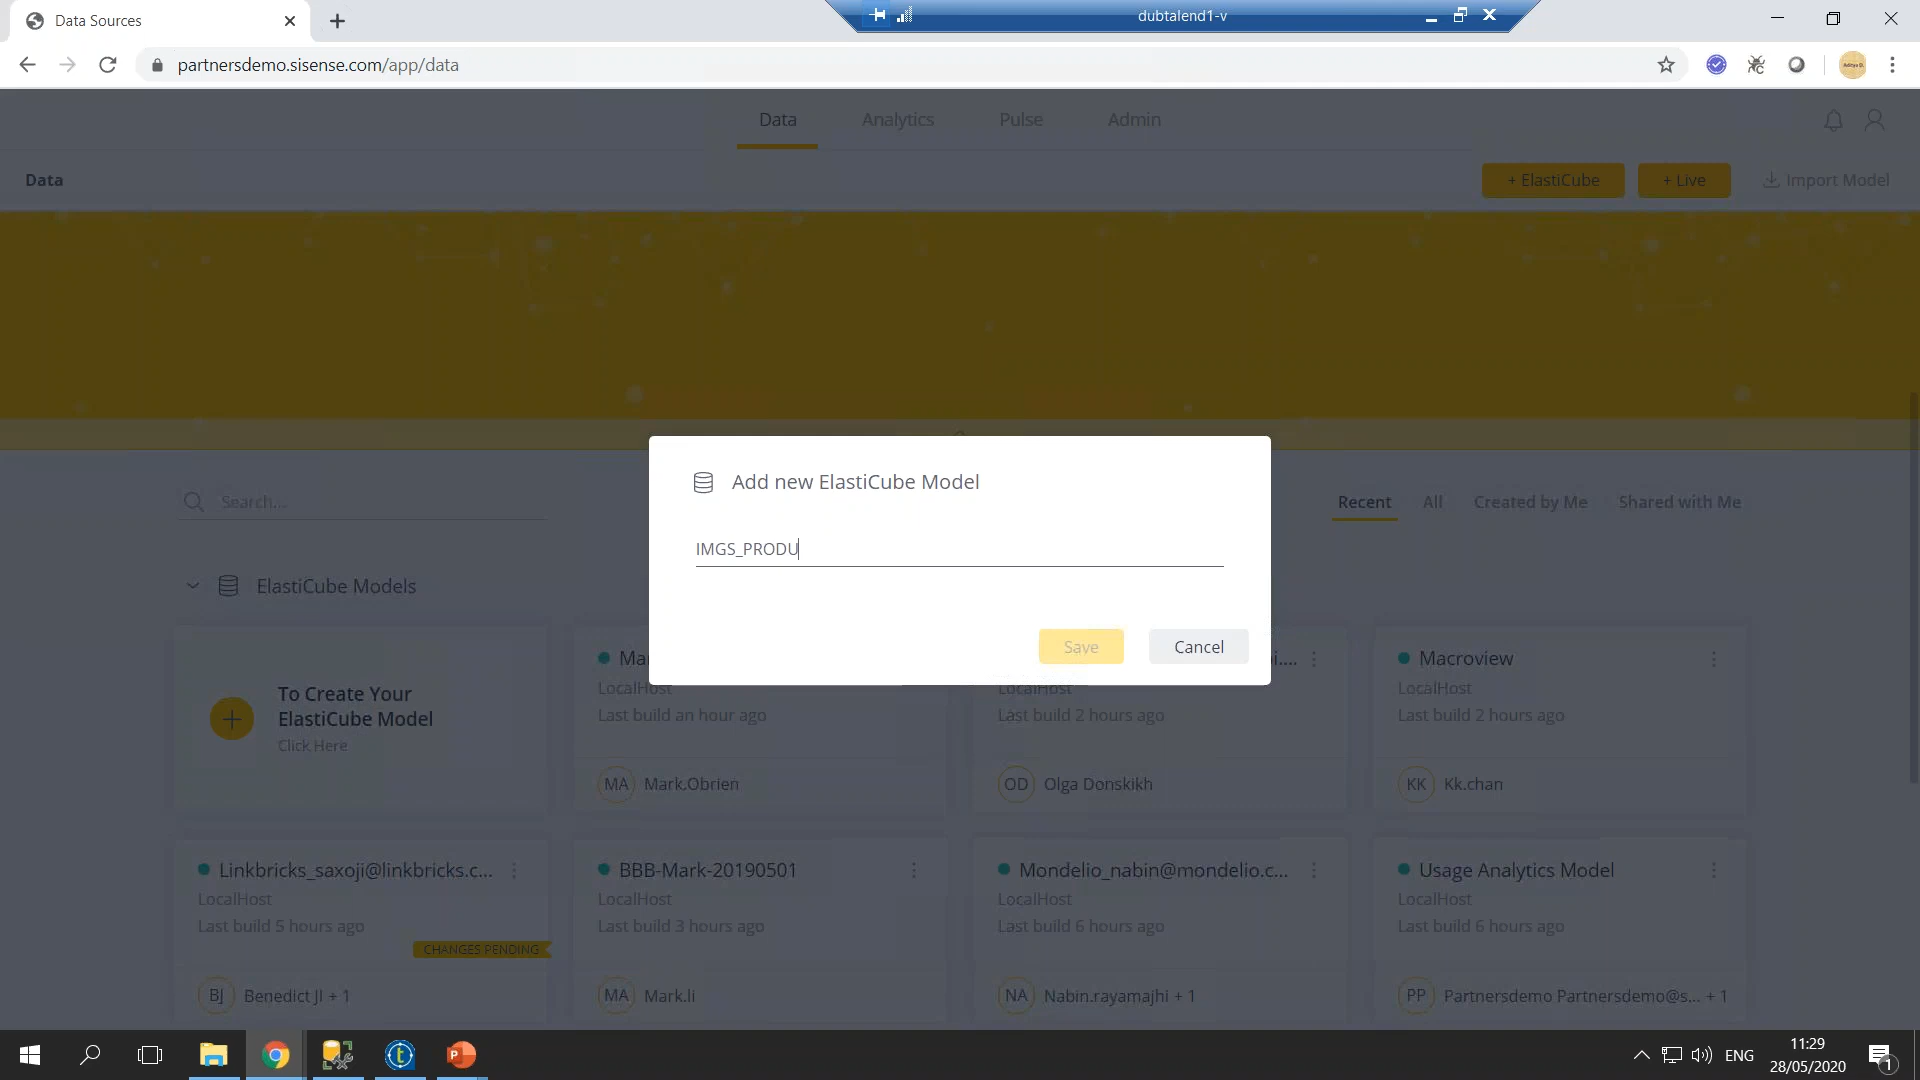 Data Sources
dubtalend1-v
partnersdemo.sisense.com/app/data
Data Analytics Pulse Admin
Data
+ ElastiCube
+ Live
Import Model
Add new ElastiCube Model
IMGS_PRODU
Save
Cancel
Search...
Recent All Created by Me Shared with Me
ElastiCube Models
To Create Your
ElastiCube Model
Click Here
LocalHost
Last build an hour ago
MA Mark.Obrien
LocalHost
Last build 2 hours ago
OD Olga Donskikh
Macroview
LocalHost
Last build 2 hours ago
KK Kk.chan
Linkbricks_saxoji@linkbricks.c...
LocalHost
Last build 5 hours ago
CHANGES PENDING
BJ Benedict JI + 1
BBB-Mark-20190501
LocalHost
Last build 3 hours ago
MA Mark.li
Mondelio_nabin@mondelio.c...
LocalHost
Last build 6 hours ago
NA Nabin.rayamajhi + 1
Usage Analytics Model
LocalHost
Last build 6 hours ago
PP Partnersdemo Partnersdemo@s... + 1
ENG
11:29
28/05/2020
1